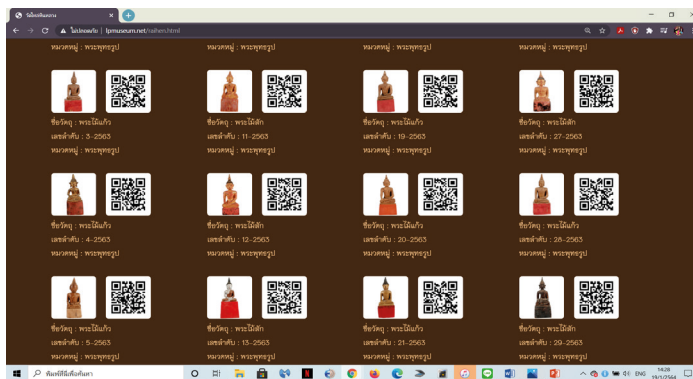 วัดไหล่หินหลวง
ไม่ปลอดภัย | lpmuseum.net/raihen.html
หมวดหมู่ : พระพุทธรูป หมวดหมู่ : พระพุทธรูป หมวดหมู่ : พระพุทธรูป หมวดหมู่ : พระพุทธรูป
ชื่อวัตถุ : พระไม้แก้ว ชื่อวัตถุ : พระไม้สัก ชื่อวัตถุ : พระไม้แก้ว ชื่อวัตถุ : พระไม้สัก
เลขลำดับ : 3-2563 เลขลำดับ : 11-2563 เลขลำดับ : 19-2563 เลขลำดับ : 27-2563
หมวดหมู่ : พระพุทธรูป หมวดหมู่ : พระพุทธรูป หมวดหมู่ : พระพุทธรูป หมวดหมู่ : พระพุทธรูป
ชื่อวัตถุ : พระไม้แก้ว ชื่อวัตถุ : พระไม้สัก ชื่อวัตถุ : พระไม้แก้ว ชื่อวัตถุ : พระไม้แก้ว
เลขลำดับ : 4-2563 เลขลำดับ : 12-2563 เลขลำดับ : 20-2563 เลขลำดับ : 28-2563
หมวดหมู่ : พระพุทธรูป หมวดหมู่ : พระพุทธรูป หมวดหมู่ : พระพุทธรูป หมวดหมู่ : พระพุทธรูป
ชื่อวัตถุ : พระไม้แก้ว ชื่อวัตถุ : พระไม้สัก ชื่อวัตถุ : พระไม้แก้ว ชื่อวัตถุ : พระไม้สัก
เลขลำดับ : 5-2563 เลขลำดับ : 13-2563 เลขลำดับ : 21-2563 เลขลำดับ : 29-2563
หมวดหมู่ : พระพุทธรูป หมวดหมู่ : พระพุทธรูป หมวดหมู่ : พระพุทธรูป หมวดหมู่ : พระพุทธรูป
พิมพ์ที่นี่เพื่อค้นหา
ENG
14:28
19/1/2564